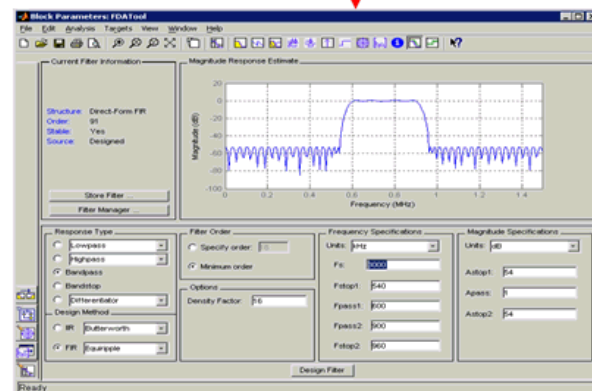 Block Parameters: FDATool
File Edit Analysis Targets View Window Help
Current Filter Information
Structure: Direct-Form FIR
Order: 91
Stable: Yes
Source: Designed
Store Filter ...
Filter Manager ...
Magnitude Response Estimate
Magnitude (dB)
20
0
-20
-40
-60
-80
-100
0 0.2 0.4 0.6 0.8 1 1.2 1.4
Frequency (MHz)
Response Type
Lowpass
Highpass
Bandpass
Bandstop
Differentiator
Design Method
IIR Butterworth
FIR Equiripple
Filter Order
Specify order:
Minimum order
Options
Density Factor: 16
Frequency Specifications
Units: kHz
Fs: 3000
Fstop1: 540
Fpass1: 600
Fpass2: 900
Fstop2: 960
Magnitude Specifications
Units: dB
Astop1: 54
Apass: 1
Astop2: 54
Design Filter
Ready